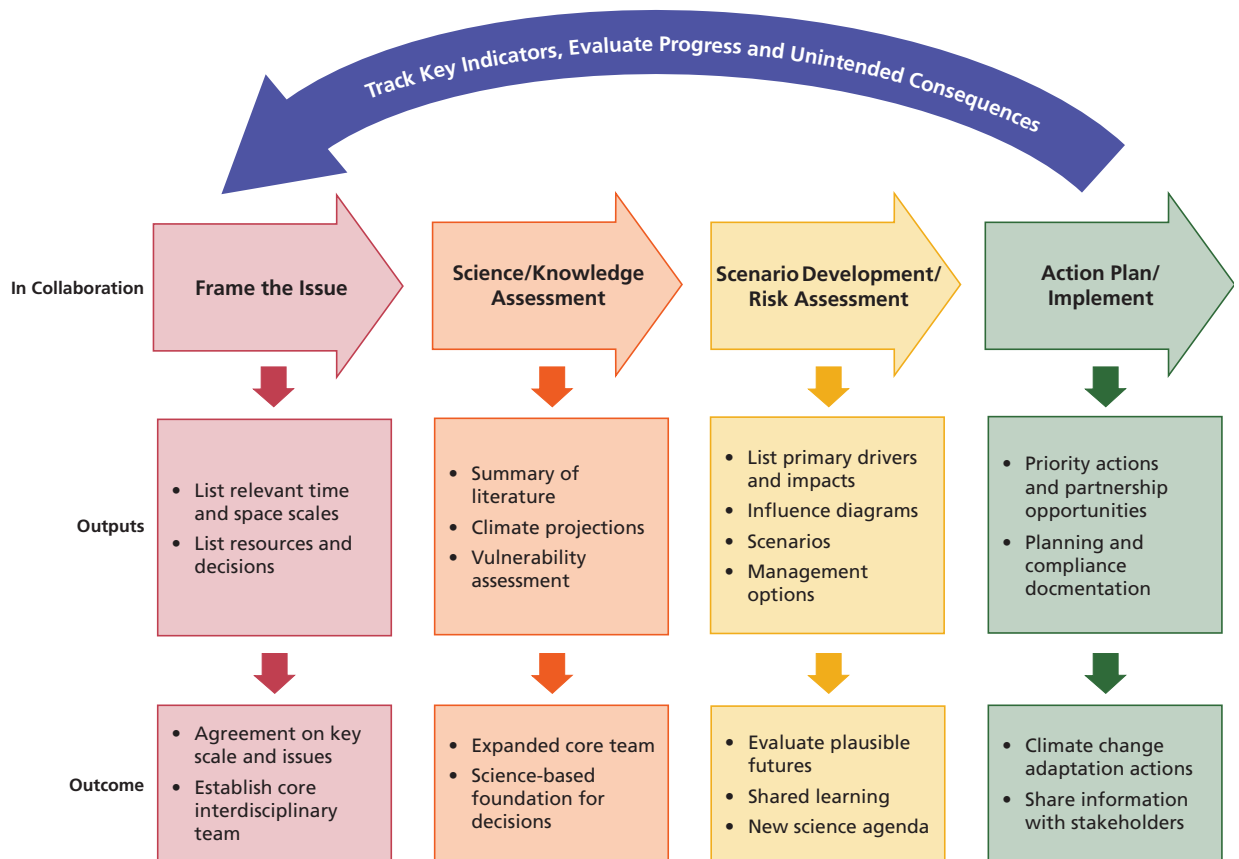 Track Key Indicators, Evaluate Progress and Unintended Consequences
In Collaboration
Frame the Issue
Science/Knowledge
Assessment
Scenario Development/
Risk Assessment
Action Plan/
Implement
Outputs
• List relevant time
and space scales
• List resources and
decisions
• Summary of
literature
• Climate projections
• Vulnerability
assessment
• List primary drivers
and impacts
• Influence diagrams
• Scenarios
• Management
options
• Priority actions
and partnership
opportunities
• Planning and
compliance
docmentation
Outcome
• Agreement on key
scale and issues
• Establish core
interdisciplinary
team
• Expanded core team
• Science-based
foundation for
decisions
• Evaluate plausible
futures
• Shared learning
• New science agenda
• Climate change
adaptation actions
• Share information
with stakeholders